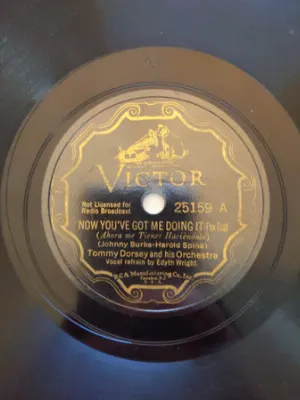 VICTOR
Not Licensed for
Radio Broadcast
25159 A
NOW YOU'VE GOT ME DOING IT-Fox Trot
(Ahora me Tienes Haciéndolo)
(Johnny Burke-Harold Spina)
Tommy Dorsey and his Orchestra
Vocal refrain by Edythe Wright
RCA Manufacturing Co., Inc.
Camden, N.J.